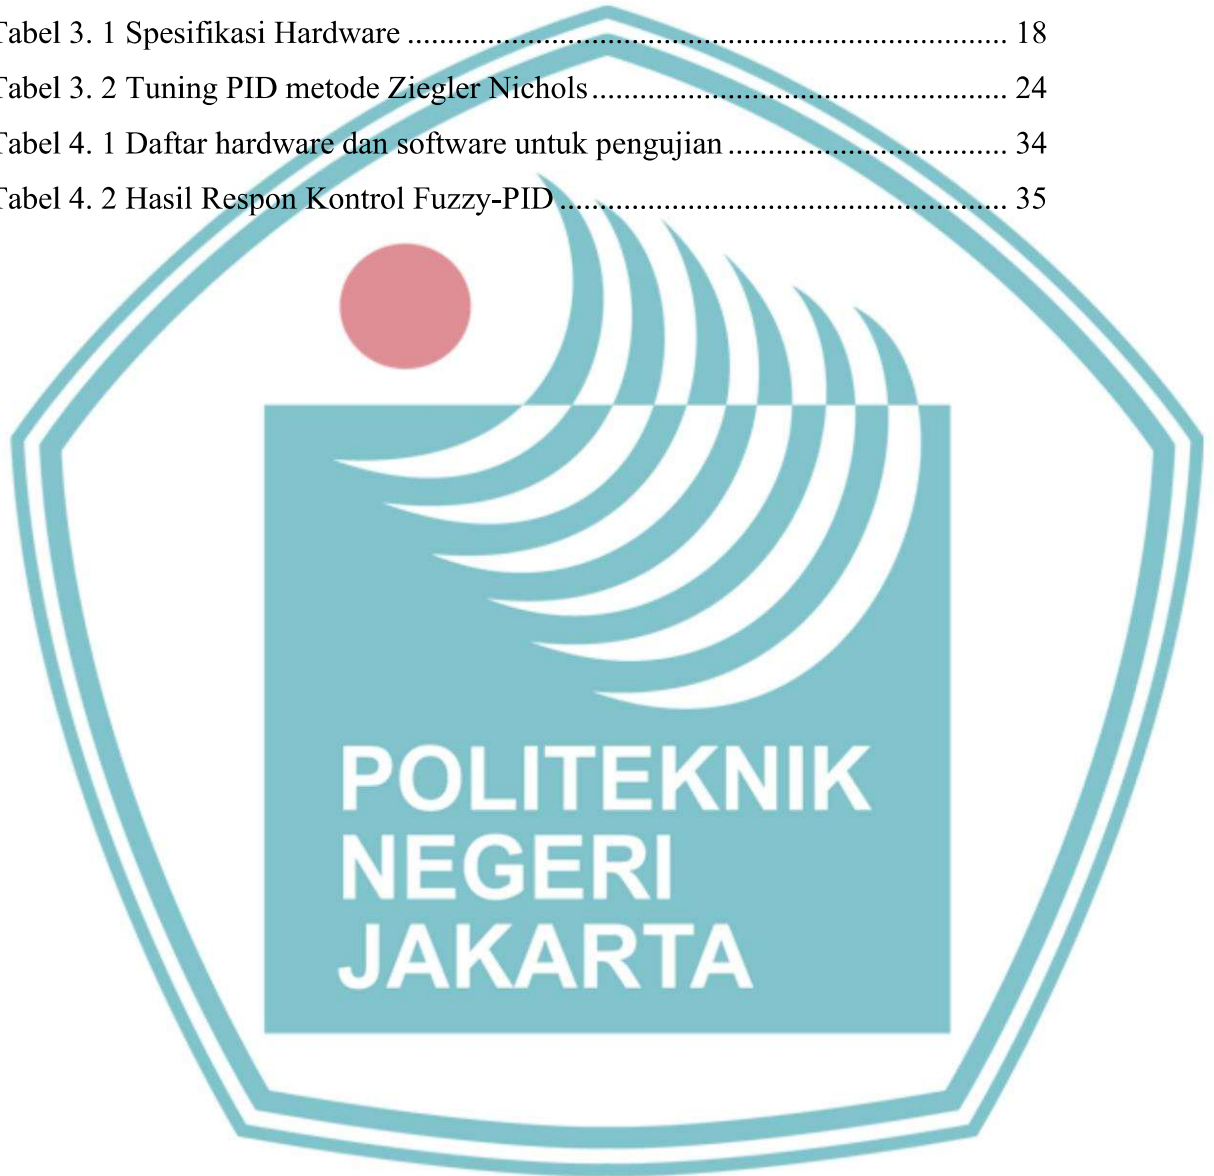 Tabel 3. 1 Spesifikasi Hardware ........................................................................... 18
Tabel 3. 2 Tuning PID metode Ziegler Nichols .................................................... 24
Tabel 4. 1 Daftar hardware dan software untuk pengujian ................................... 34
Tabel 4. 2 Hasil Respon Kontrol Fuzzy-PID ........................................................ 35
POLITEKNIK
NEGERI
JAKARTA